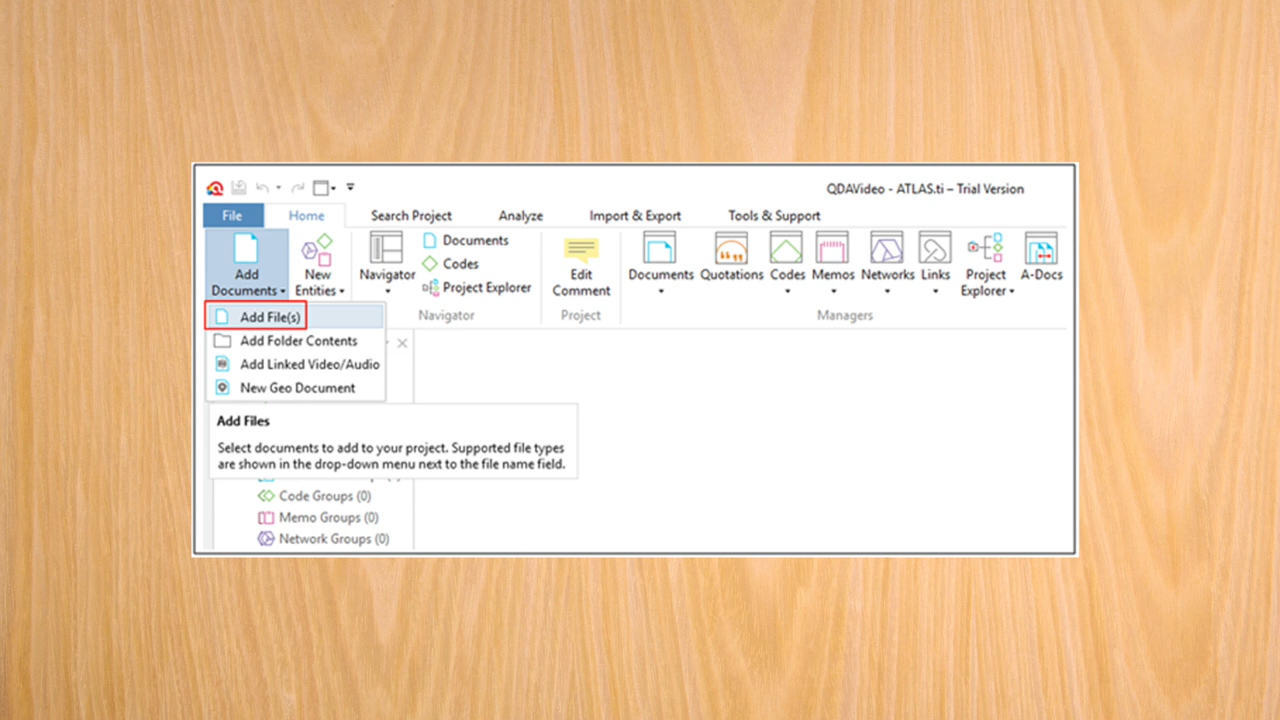 QDAVideo - ATLAS.ti – Trial Version
File Home Search Project Analyze Import & Export Tools & Support
Add Documents
New Entities
Navigator
Documents
Codes
Project Explorer
Navigator
Edit Comment
Project
Documents Quotations Codes Memos Networks Links Project Explorer A-Docs
Managers
Add File(s)
Add Folder Contents
Add Linked Video/Audio
New Geo Document
Add Files
Select documents to add to your project. Supported file types
are shown in the drop-down menu next to the file name field.
Code Groups (0)
Memo Groups (0)
Network Groups (0)